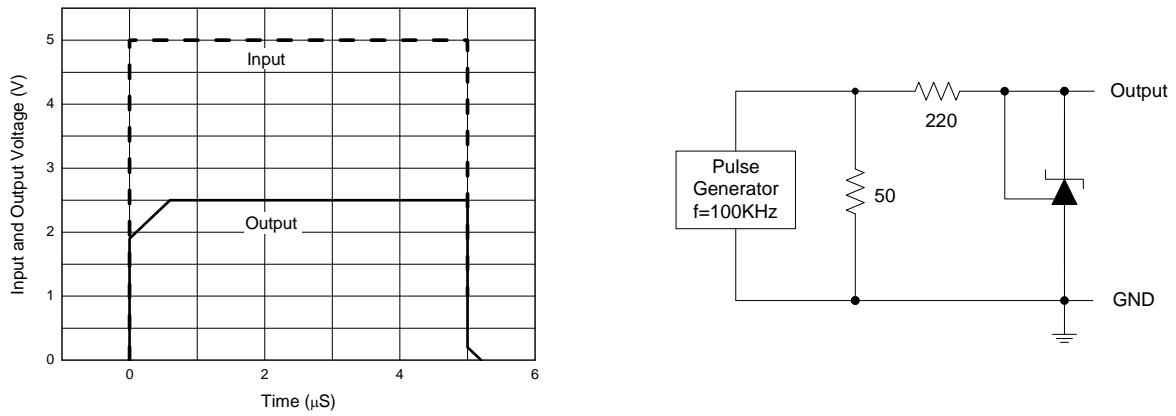 Input and Output Voltage (V)
5
4
3
2
1
0
Input
Output
0
2
4
6
Time (μS)
Output
220
Pulse
Generator
f=100KHz
50
GND